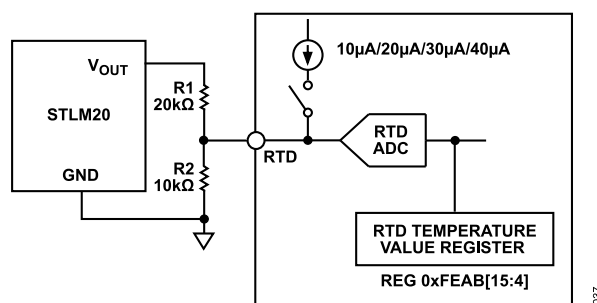 10µA/20µA/30µA/40µA
V_OUT
R1
20kΩ
STLM20
RTD
ADC
RTD
GND
R2
10kΩ
RTD TEMPERATURE
VALUE REGISTER
REG 0xFEAB[15:4]